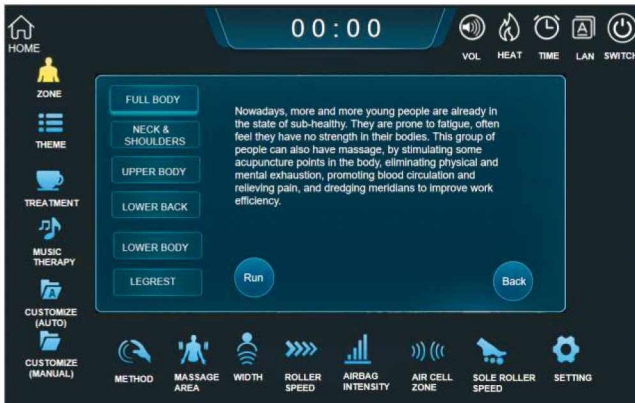 00:00
HOME
VOL
HEAT
TIME
LAN
SWITCH
ZONE
THEME
TREATMENT
MUSIC
THERAPY
CUSTOMIZE
(AUTO)
CUSTOMIZE
(MANUAL)
FULL BODY
NECK &
SHOULDERS
UPPER BODY
LOWER BACK
LOWER BODY
LEGREST
Nowadays, more and more young people are already in
the state of sub-healthy. They are prone to fatigue, often
feel they have no strength in their bodies. This group of
people can also have massage, by stimulating some
acupuncture points in the body, eliminating physical and
mental exhaustion, promoting blood circulation and
relieving pain, and dredging meridians to improve work
efficiency.
Run
Back
METHOD
MASSAGE
AREA
WIDTH
ROLLER
SPEED
AIRBAG
INTENSITY
AIR CELL
ZONE
SOLE ROLLER
SPEED
SETTING